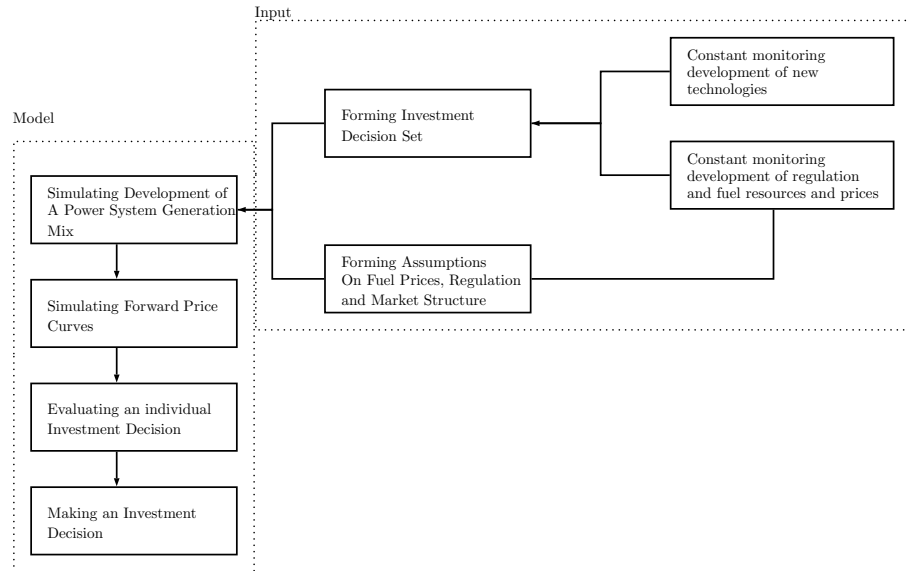 Input
Constant monitoring
development of new
technologies
Forming Investment
Decision Set
Constant monitoring
development of regulation
and fuel resources and prices
Forming Assumptions
On Fuel Prices, Regulation
and Market Structure
Model
Simulating Development of
A Power System Generation
Mix
Simulating Forward Price
Curves
Evaluating an individual
Investment Decision
Making an Investment
Decision